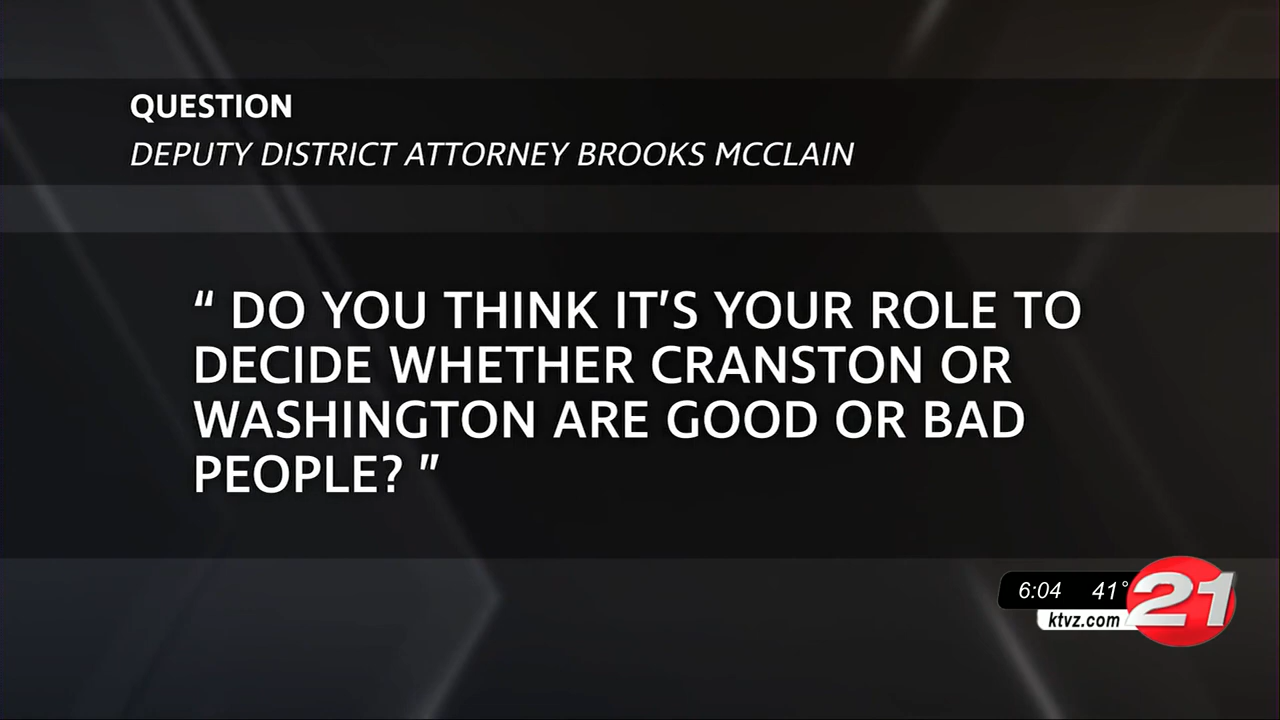 QUESTION
DEPUTY DISTRICT ATTORNEY BROOKS MCCLAIN
“ DO YOU THINK IT'S YOUR ROLE TO
DECIDE WHETHER CRANSTON OR
WASHINGTON ARE GOOD OR BAD
PEOPLE? ”
6:04 41°
21
ktvz.com